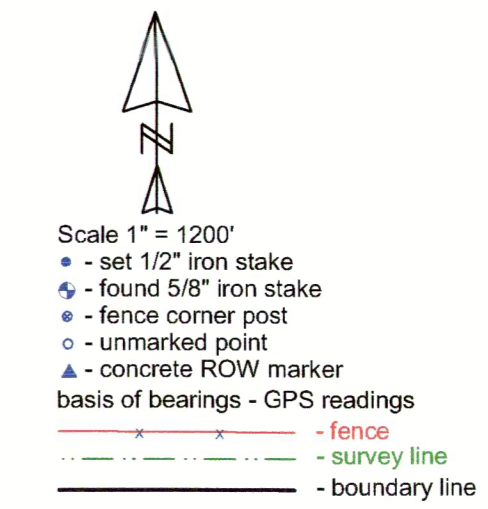 N
Scale 1" = 1200'
- set 1/2" iron stake
- found 5/8" iron stake
- fence corner post
- unmarked point
- concrete ROW marker
basis of bearings - GPS readings
x x - fence
- survey line
- boundary line